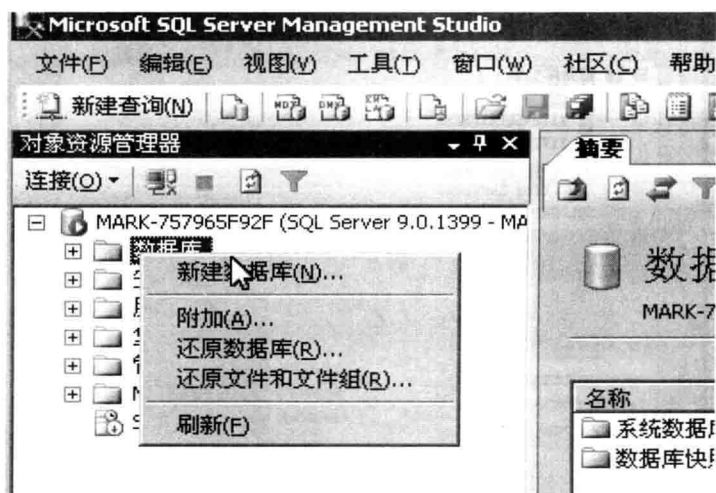 Microsoft SQL Server Management Studio
文件(F) 编辑(E) 视图(V) 工具(T) 窗口(W) 社区(C) 帮助
新建查询(N)
对象资源管理器
摘要
连接(O)
MARK-757965F92F (SQL Server 9.0.1399 - MA
数据库
新建数据库(N)...
附加(A)...
还原数据库(R)...
还原文件和文件组(R)...
刷新(F)
数据
MARK-7
名称
系统数据
数据库快